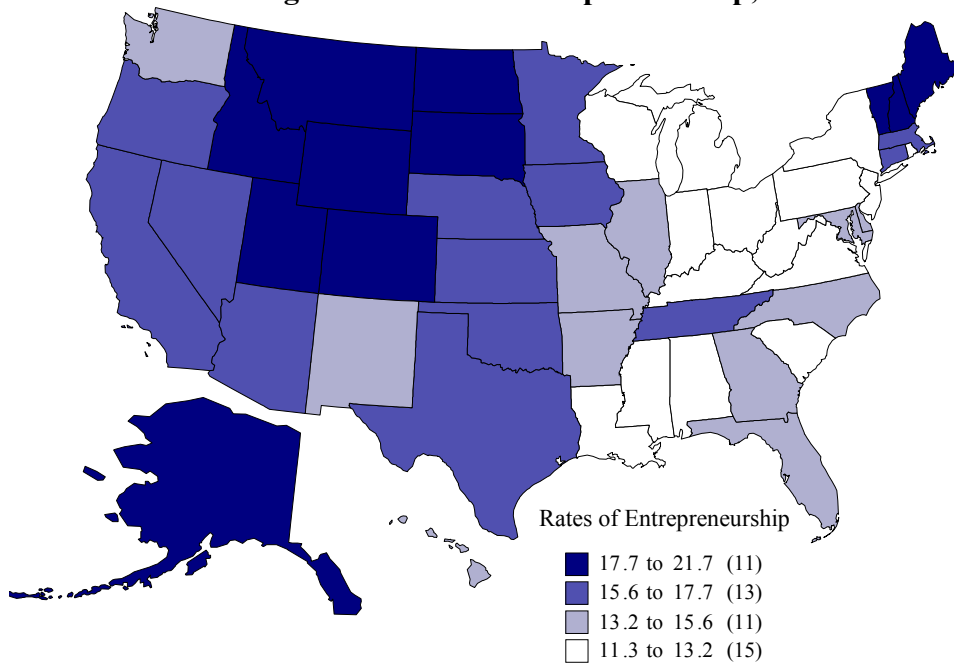 Rates of Entrepreneurship
17.7 to 21.7 (11)
15.6 to 17.7 (13)
13.2 to 15.6 (11)
11.3 to 13.2 (15)